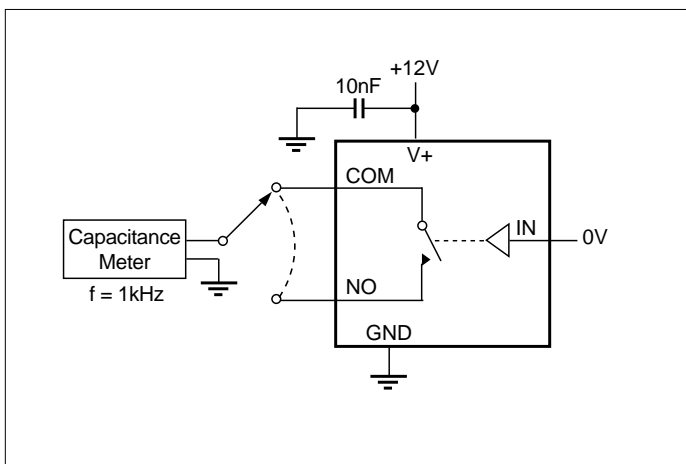 +12V
10nF
V+
COM
IN
0V
Capacitance
Meter
f = 1kHz
NO
GND